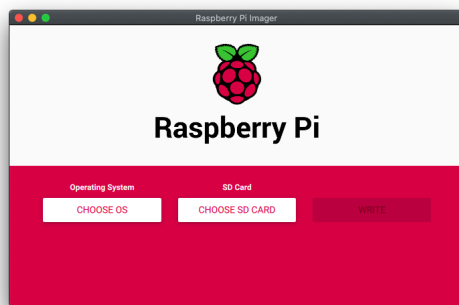 Raspberry Pi Imager
Raspberry Pi
Operating System
SD Card
CHOOSE OS
CHOOSE SD CARD
WRITE